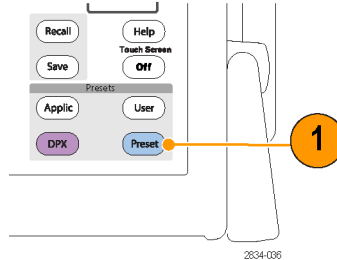 Recall
Help
Touch Screen
Save
Off
Presets
Applic
User
DPX
Preset
1
2834-036